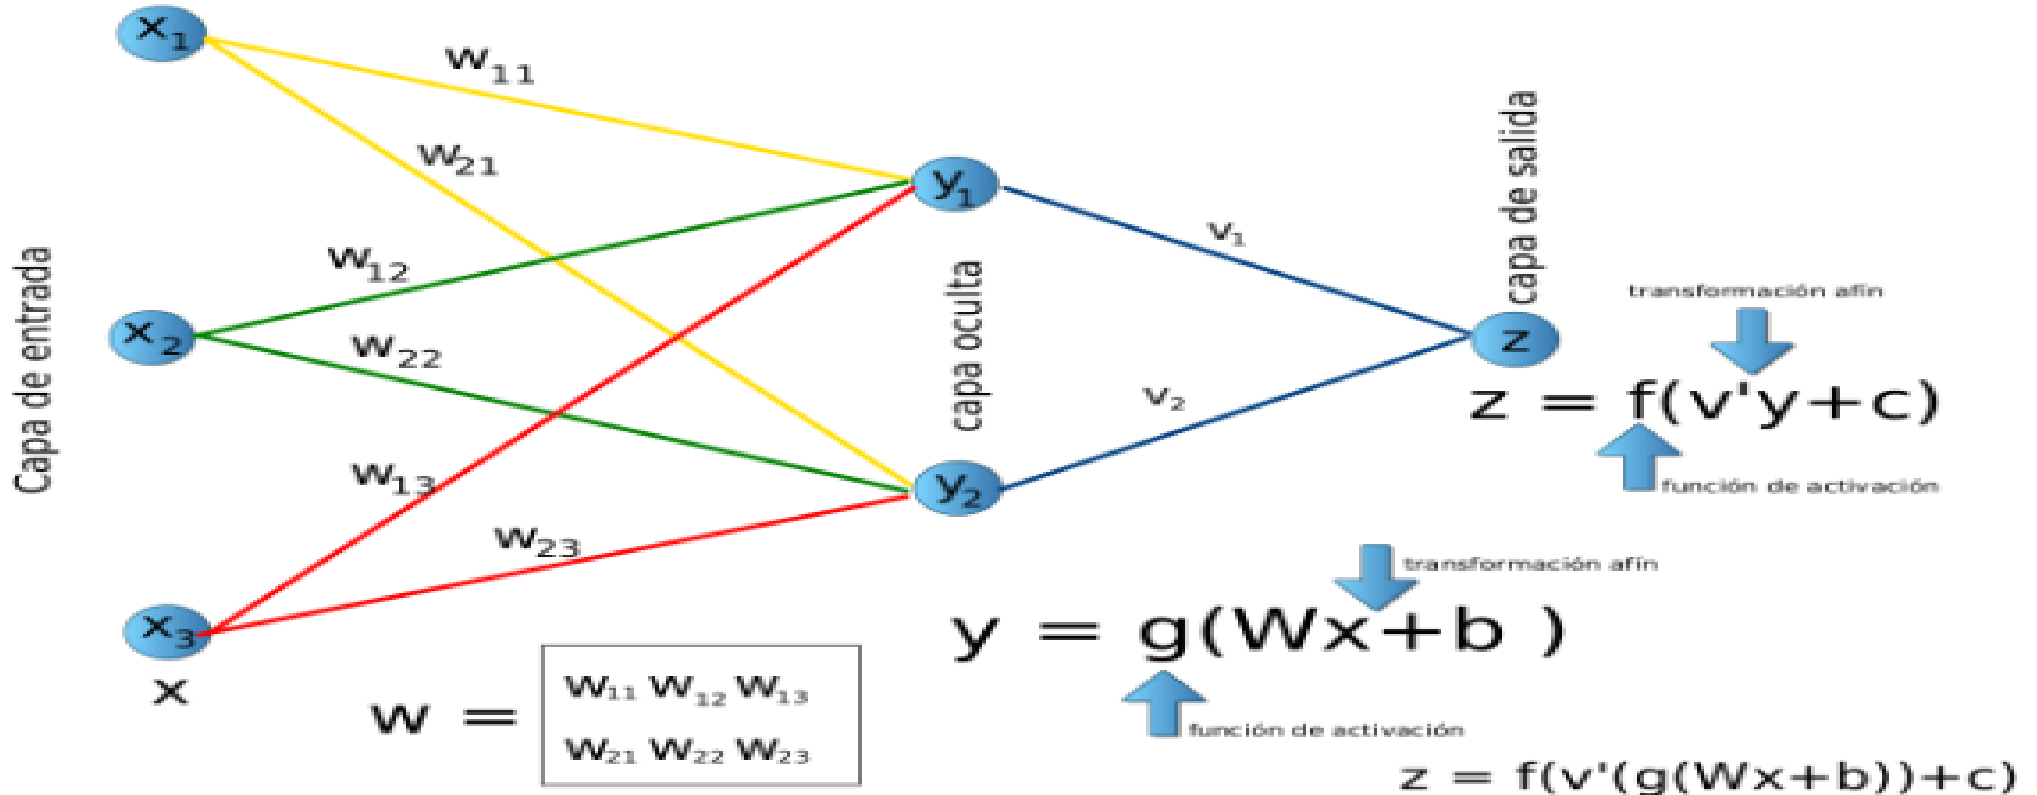 x1
w11
w21
y1
w12
x2
w22
w13
y2
w23
x3
x
Capa de entrada
capa oculta
capa de salida
v1
v2
z
transformación afín
z = f(v'y+c)
función de activación
transformación afín
y = g(Wx+b )
función de activación
w =
w11 w12 w13
w21 w22 w23
z = f(v'(g(Wx+b))+c)